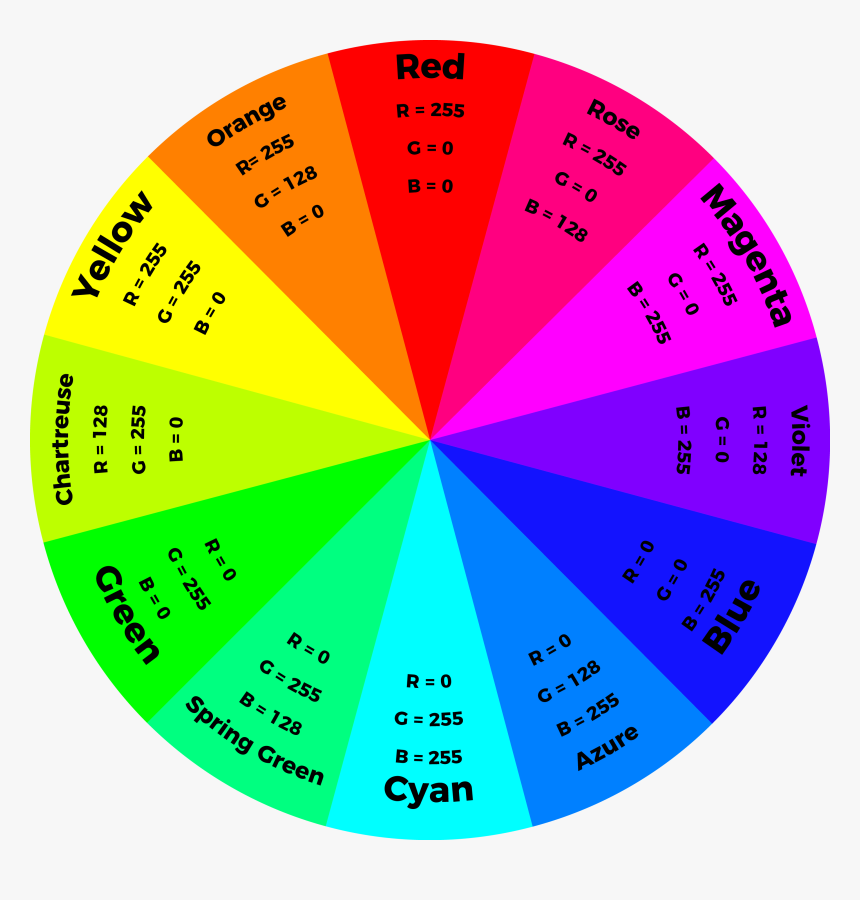 Red
R = 255
G = 0
B = 0
Rose
R = 255
G = 0
B = 128
Magenta
R = 255
G = 0
B = 255
Violet
R = 128
G = 0
B = 255
Blue
R = 0
G = 0
B = 255
Azure
R = 0
G = 128
B = 255
Cyan
R = 0
G = 255
B = 255
Spring Green
R = 0
G = 255
B = 128
Green
R = 0
G = 255
B = 0
Chartreuse
R = 128
G = 255
B = 0
Yellow
R = 255
G = 255
B = 0
Orange
R= 255
G = 128
B = 0